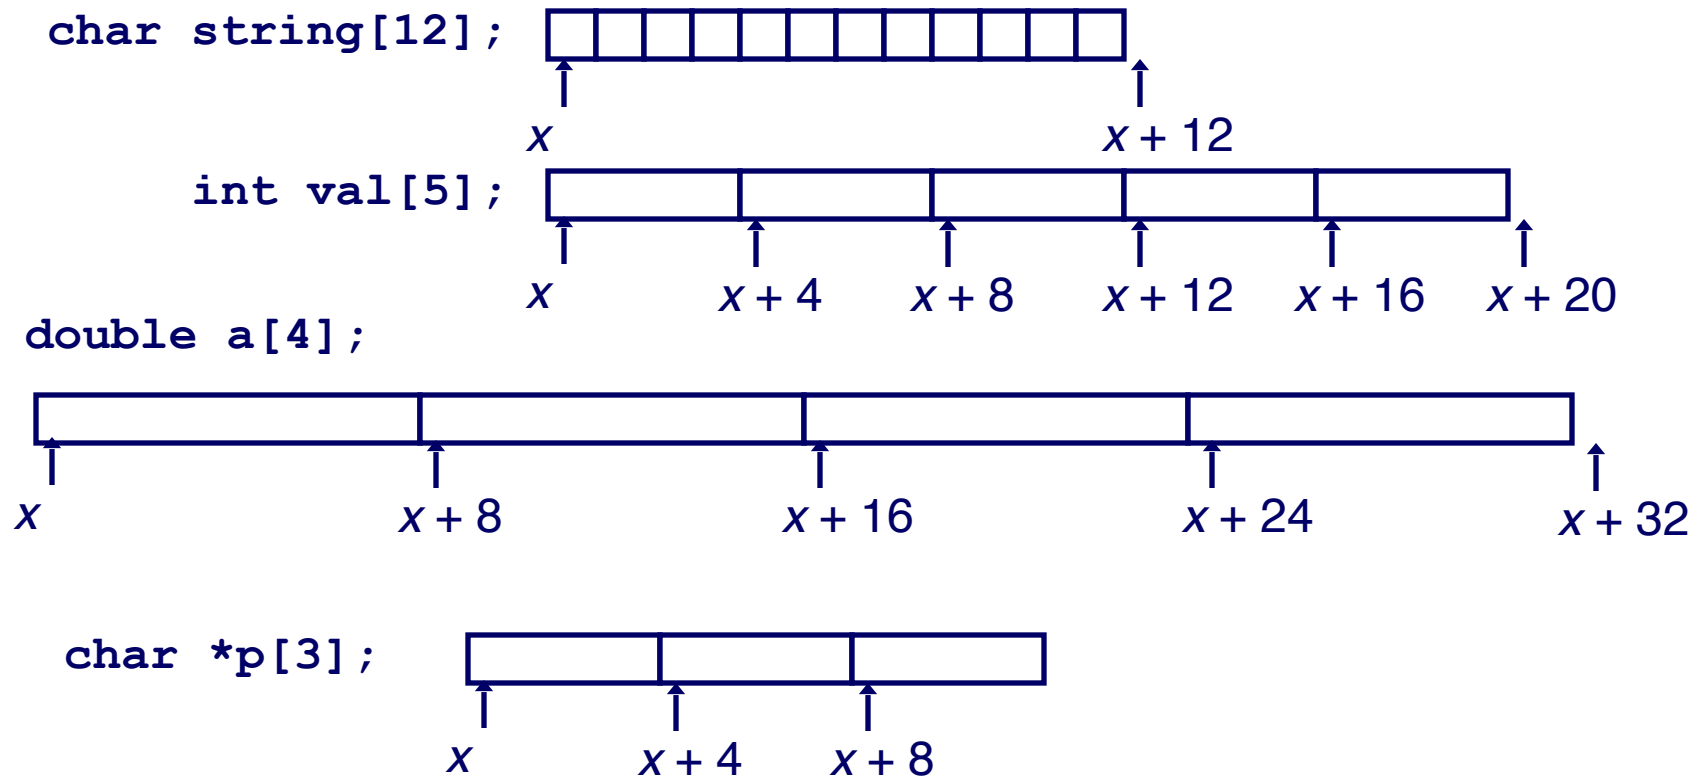 char string[12];
x x + 12
int val[5];
x x + 4 x + 8 x + 12 x + 16 x + 20
double a[4];
x x + 8 x + 16 x + 24 x + 32
char *p[3];
x x + 4 x + 8